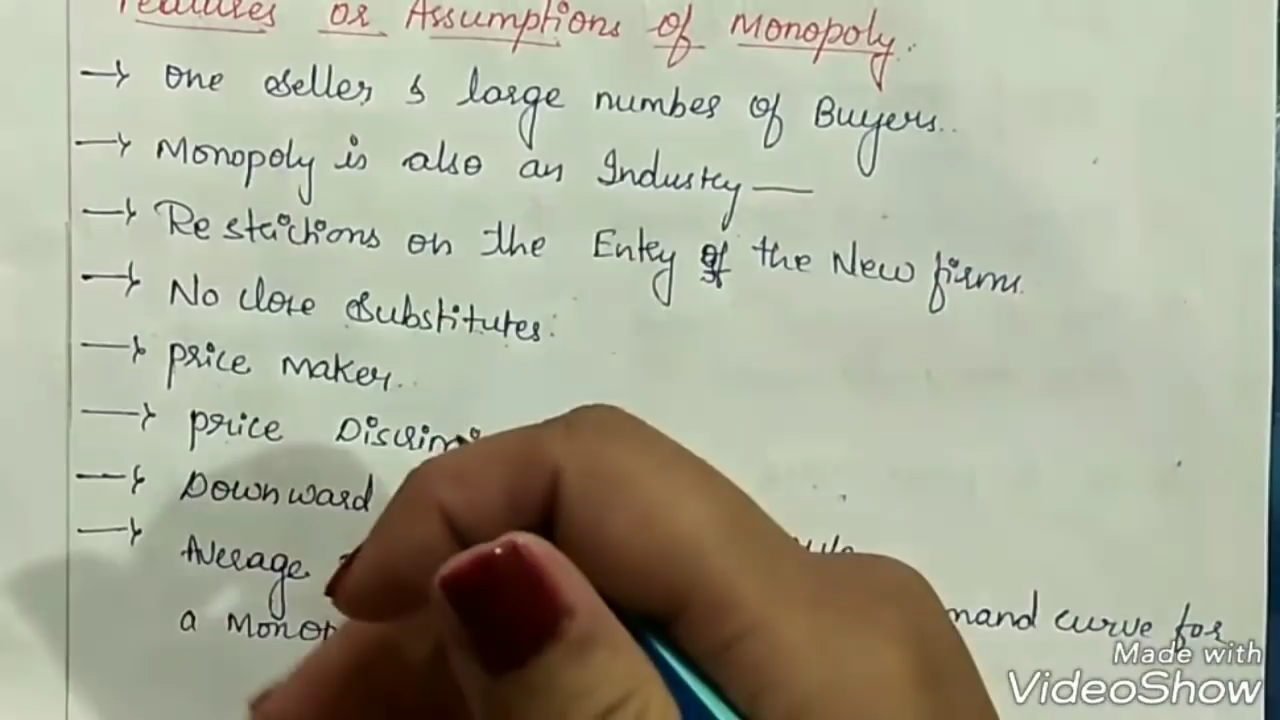 Features or Assumptions of Monopoly.
→ One Seller & large number of Buyers..
→ Monopoly is also an Industry —
→ Restrictions on the Entry of the New firms.
→ No close Substitutes.
→ price maker..
→ price
→ Downward
→ Average
a mand curve for
Made with
VideoShow